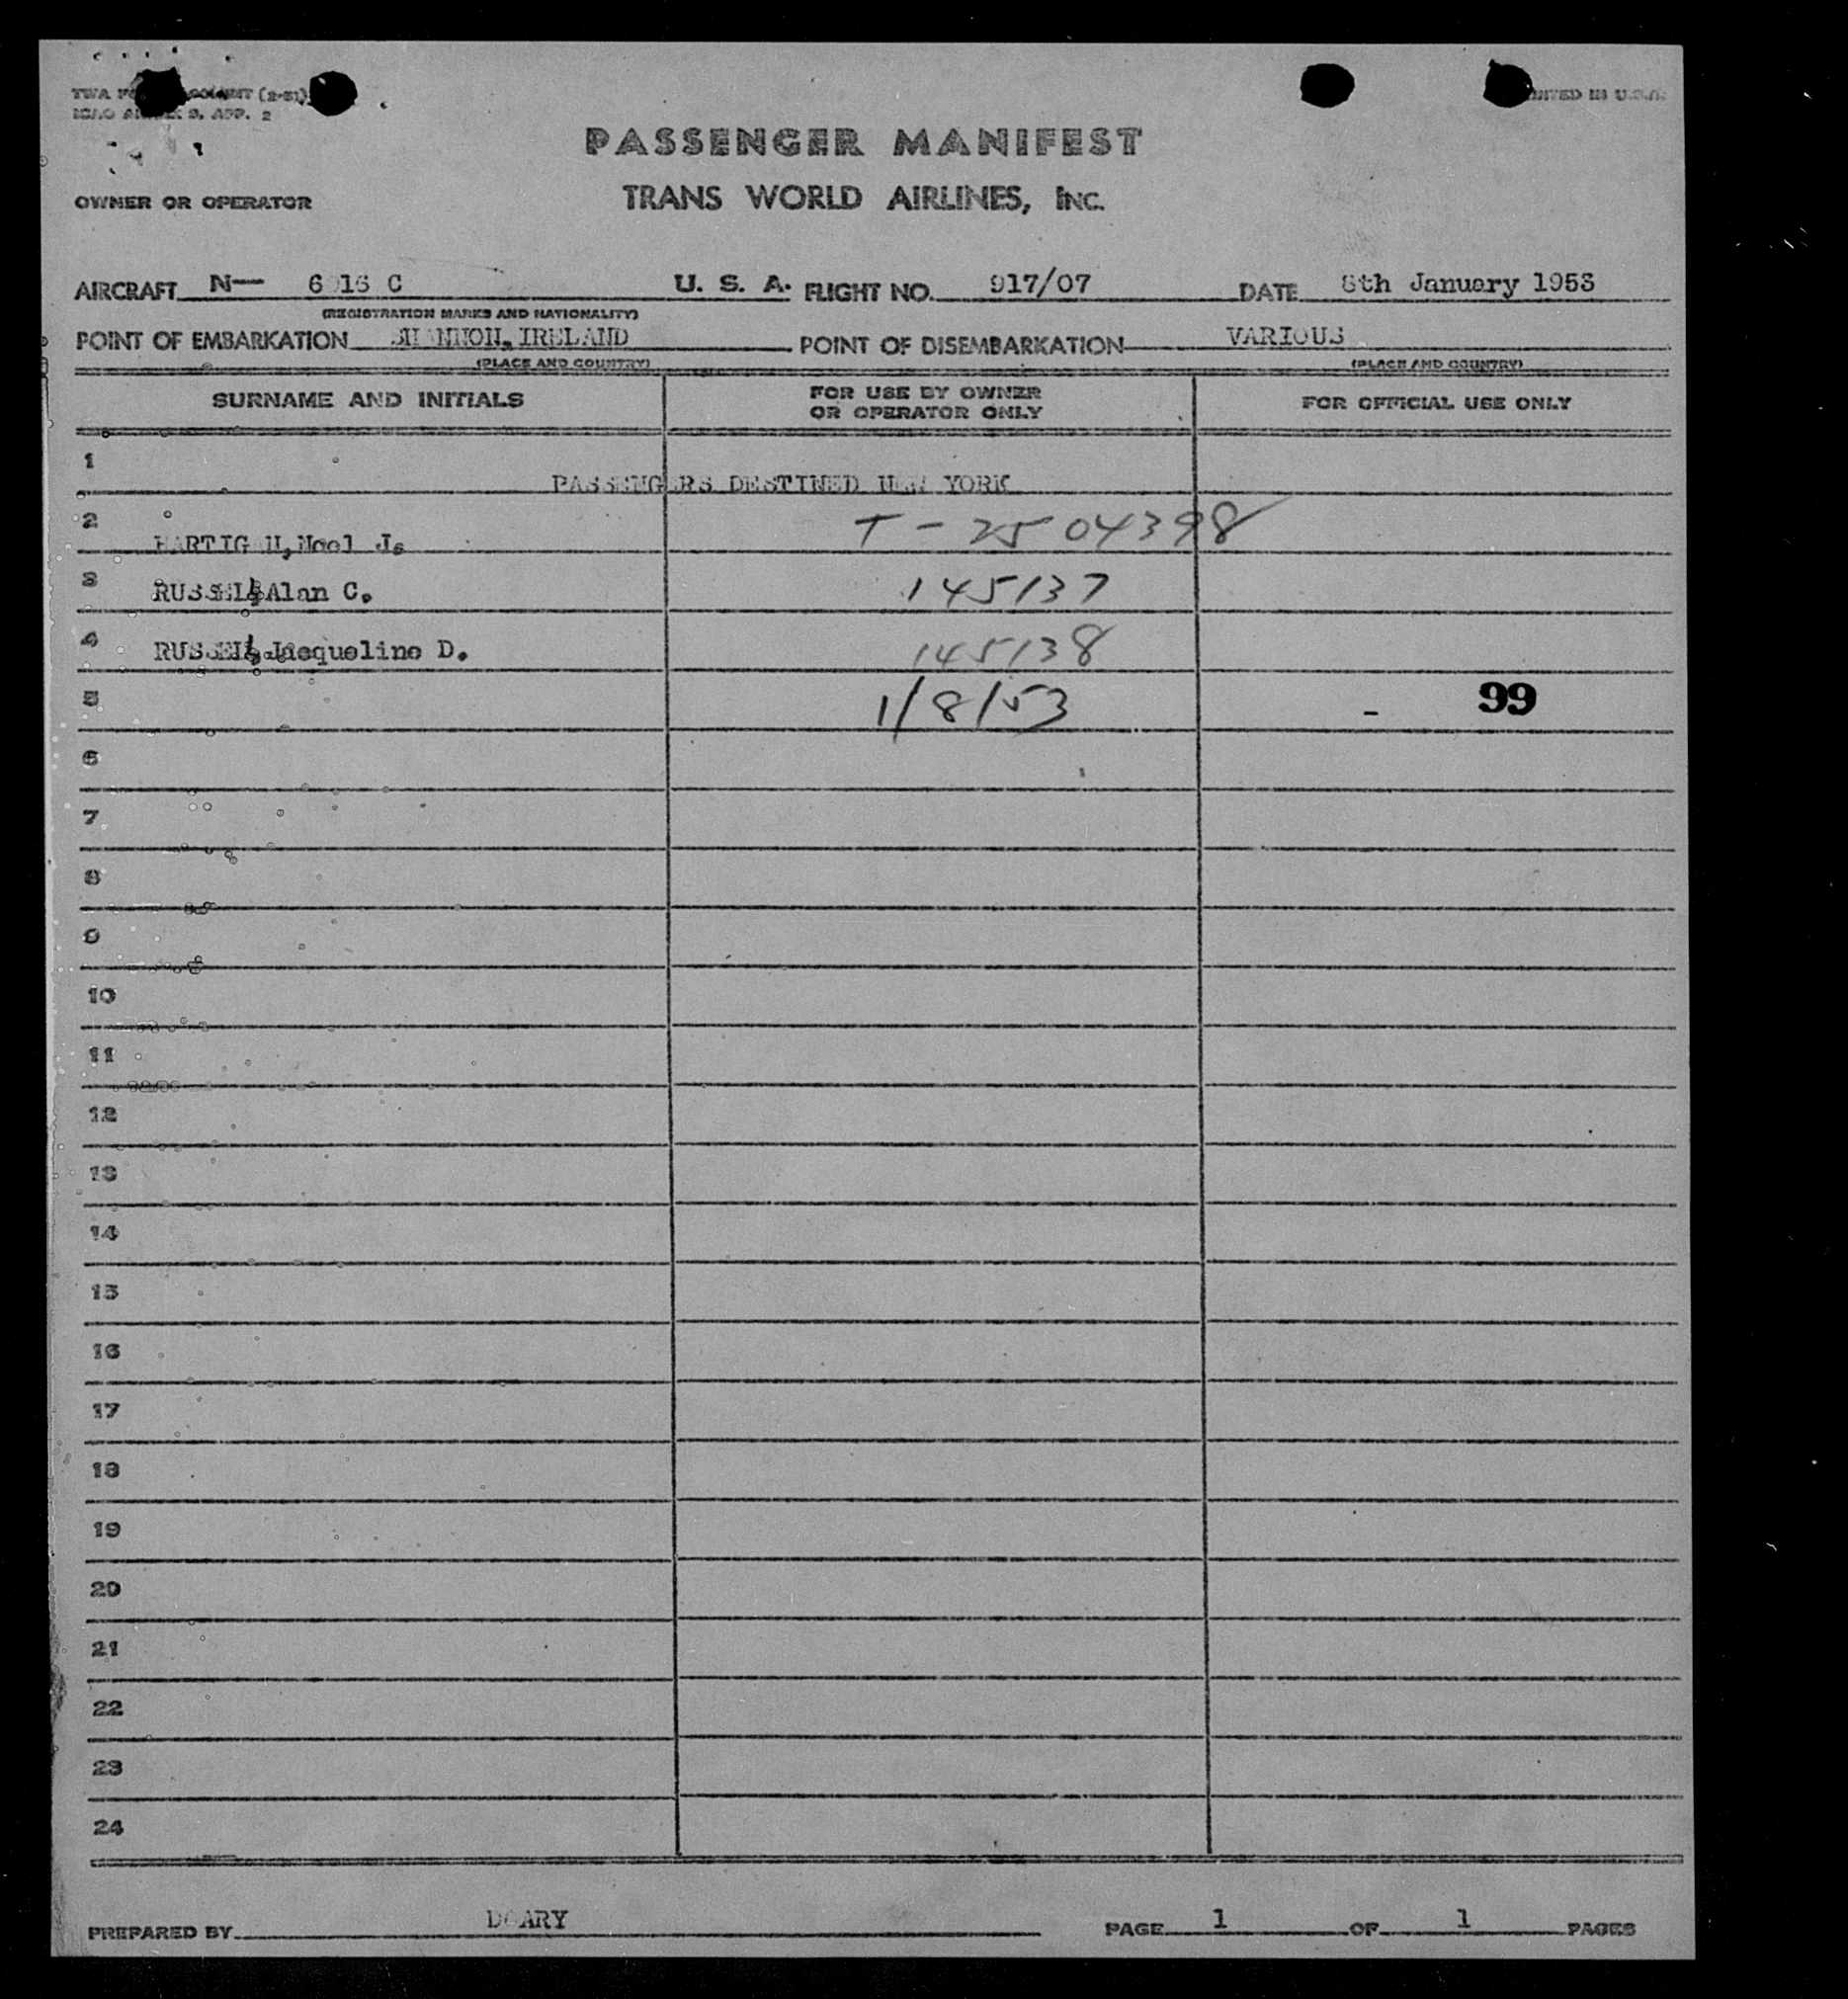 PASSENGER MANIFEST
OWNER OR OPERATOR TRANS WORLD AIRLINES, INC.
AIRCRAFT N— 6016 C U. S. A. FLIGHT NO. 917/07 DATE 8th January 1953
(REGISTRATION MARKS AND NATIONALITY)
POINT OF EMBARKATION SHANNON, IRELAND POINT OF DISEMBARKATION VARIOUS
(PLACE AND COUNTRY) (PLACE AND COUNTRY)
SURNAME AND INITIALS FOR USE BY OWNER OR OPERATOR ONLY FOR OFFICIAL USE ONLY
1 PASSENGERS DESTINED NEW YORK
2 HARTIGAN, Noel J. T-2504398
3 RUSSELL, Alan C. 145137
4 RUSSELL, Jacqueline D. 145138
5 1/8/53 - 99
6
7
8
9
10
11
12
13
14
15
16
17
18
19
20
21
22
23
24
PREPARED BY PAGE 1 OF 1 PAGES